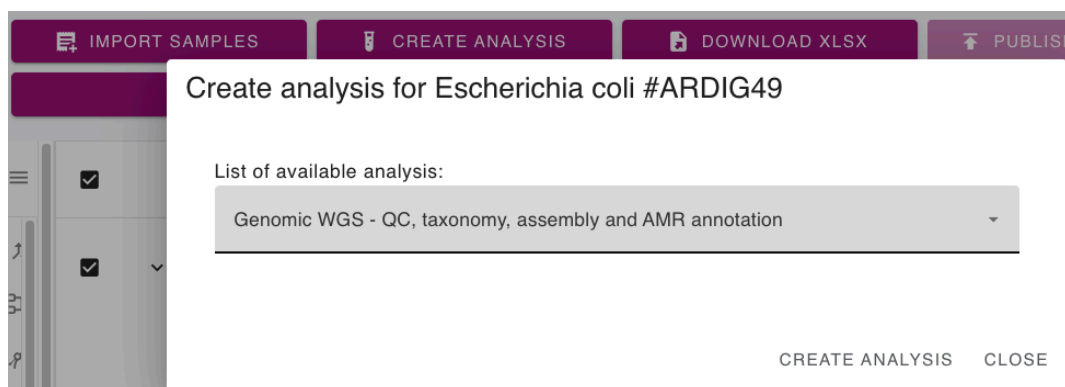 IMPORT SAMPLES
CREATE ANALYSIS
DOWNLOAD XLSX
Create analysis for Escherichia coli #ARDIG49
List of available analysis:
Genomic WGS - QC, taxonomy, assembly and AMR annotation
CREATE ANALYSIS CLOSE